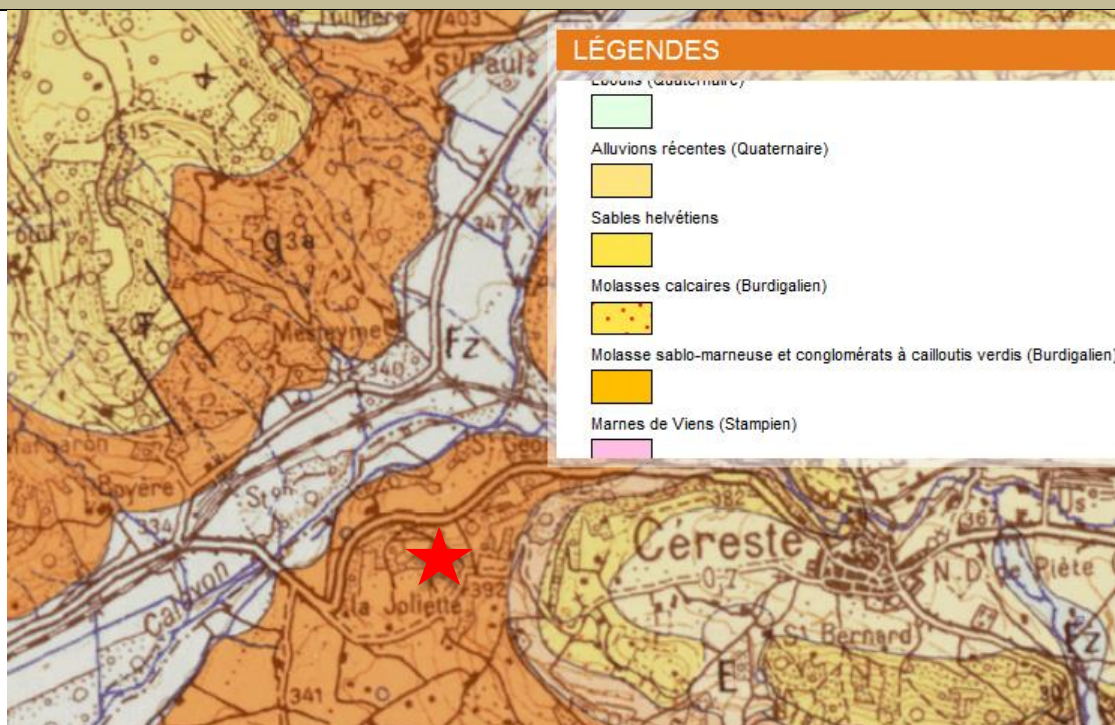 403
St Paul
LÉGENDES
Alluvions récentes (Quaternaire)
Sables helvétiens
Molasses calcaires (Burdigalien)
Molasse sablo-marneuse et conglomérats à cailloutis verdis (Burdigalien)
Marnes de Viens (Stampien)
515
347
g3a
Fz
340
Boyère
Ston
334
382
Céreste
367
N. D. de Piète
392
la Joliette
Calavon
St Bernard
Fz
E
341